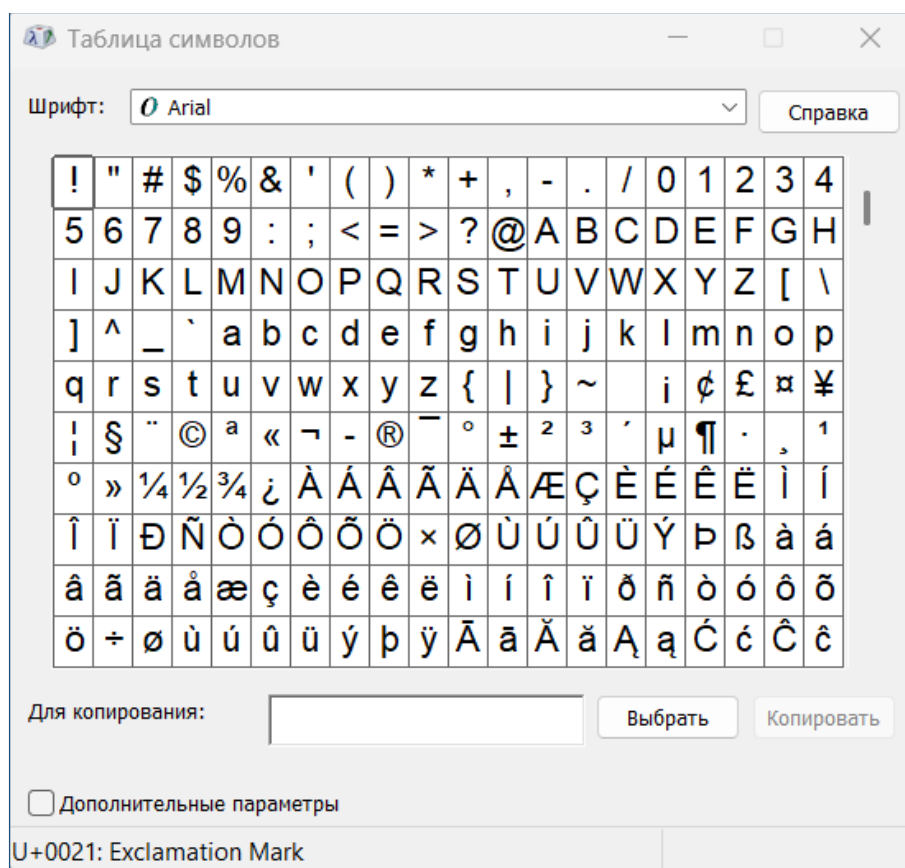 Таблица символов
Шрифт: O Arial Справка
! " # $ % & ' ( ) * + , - . / 0 1 2 3 4
5 6 7 8 9 : ; < = > ? @ A B C D E F G H
I J K L M N O P Q R S T U V W X Y Z [ \
] ^ _ ` a b c d e f g h i j k l m n o p
q r s t u v w x y z { | } ~ ¡ ¢ £ ¤ ¥
¦ § ¨ © ª « ¬ - ® ¯ ° ± ² ³ ´ µ ¶ · ¸ ¹
º » ¼ ½ ¾ ¿ À Á Â Ã Ä Å Æ Ç È É Ê Ë Ì Í
Î Ï Ð Ñ Ò Ó Ô Õ Ö × Ø Ù Ú Û Ü Ý Þ ß à á
â ã ä å æ ç è é ê ë ì í î ï ð ñ ò ó ô õ
ö ÷ ø ù ú û ü ý þ ÿ Ā ā Ă ă Ą ą Ć ć Ĉ ĉ
Для копирования: Выбрать Копировать
Дополнительные параметры
U+0021: Exclamation Mark